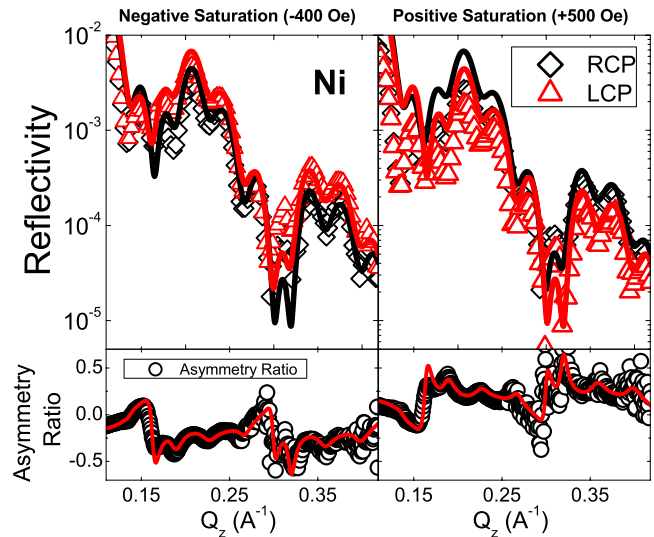 Negative Saturation (-400 Oe) Positive Saturation (+500 Oe)
10⁻²
10⁻³
10⁻⁴
10⁻⁵
Reflectivity
Ni
RCP
LCP
0.5
0.0
-0.5
Asymmetry
Ratio
Asymmetry Ratio
0.15 0.25 0.35 0.15 0.25 0.35
Q_z (A⁻¹) Q_z (A⁻¹)